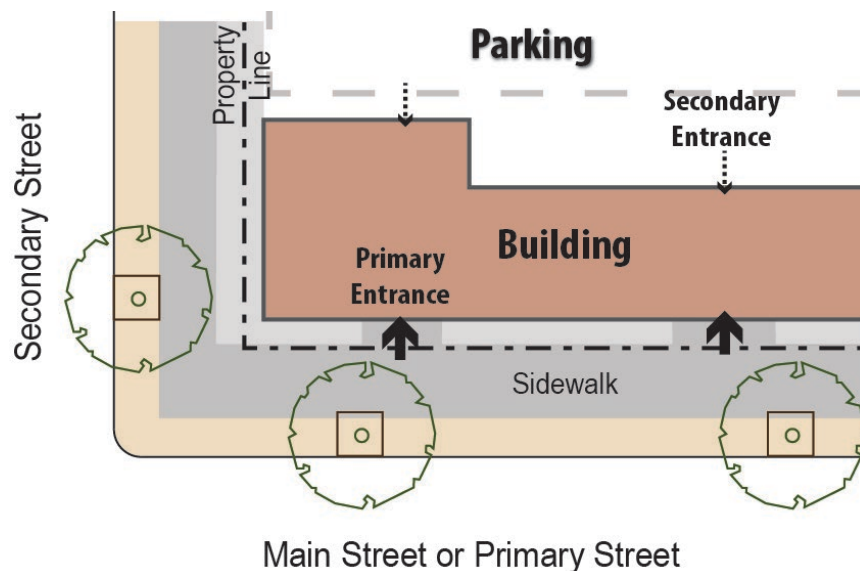 Parking
Property
Line
Secondary
Entrance
Secondary Street
Building
Primary
Entrance
Sidewalk
Main Street or Primary Street